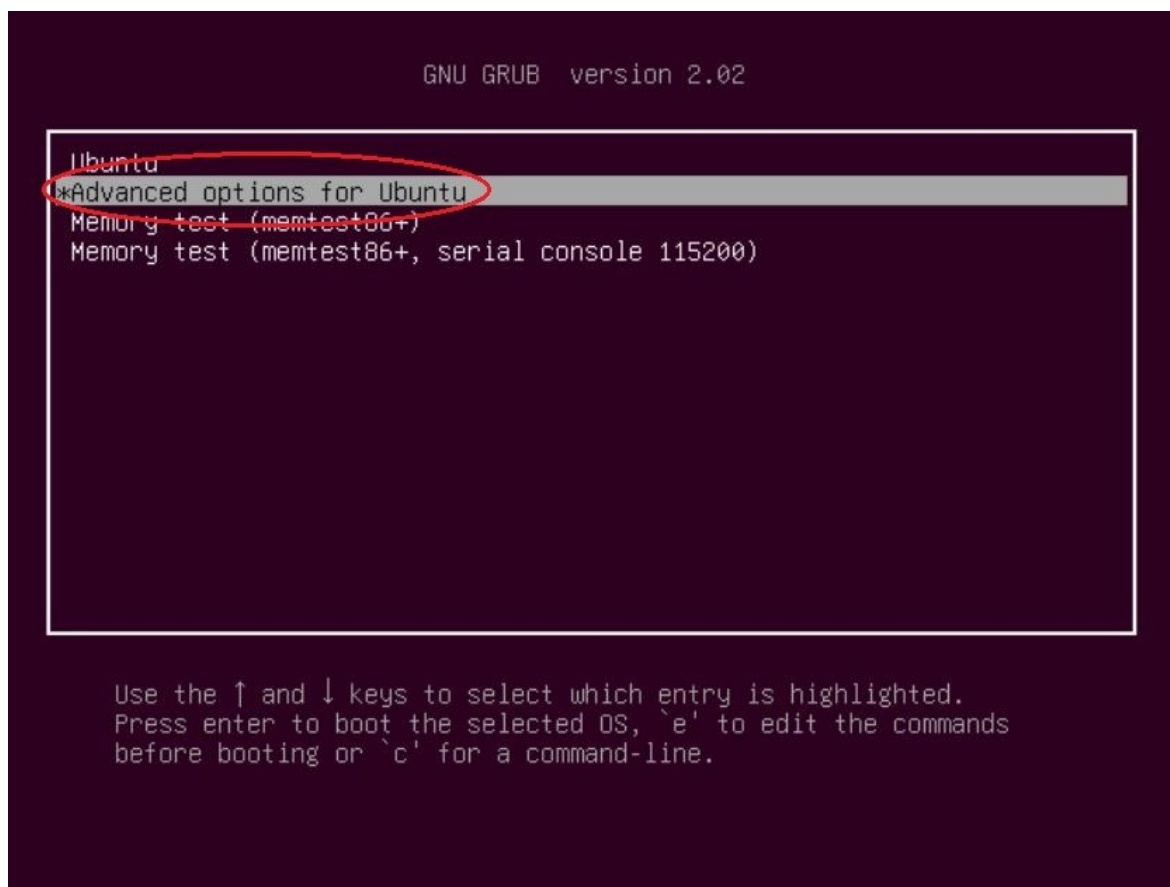 GNU GRUB version 2.02
Ubuntu
*Advanced options for Ubuntu
Memory test (memtest86+)
Memory test (memtest86+, serial console 115200)
Use the ↑ and ↓ keys to select which entry is highlighted.
Press enter to boot the selected OS, `e' to edit the commands
before booting or `c' for a command-line.